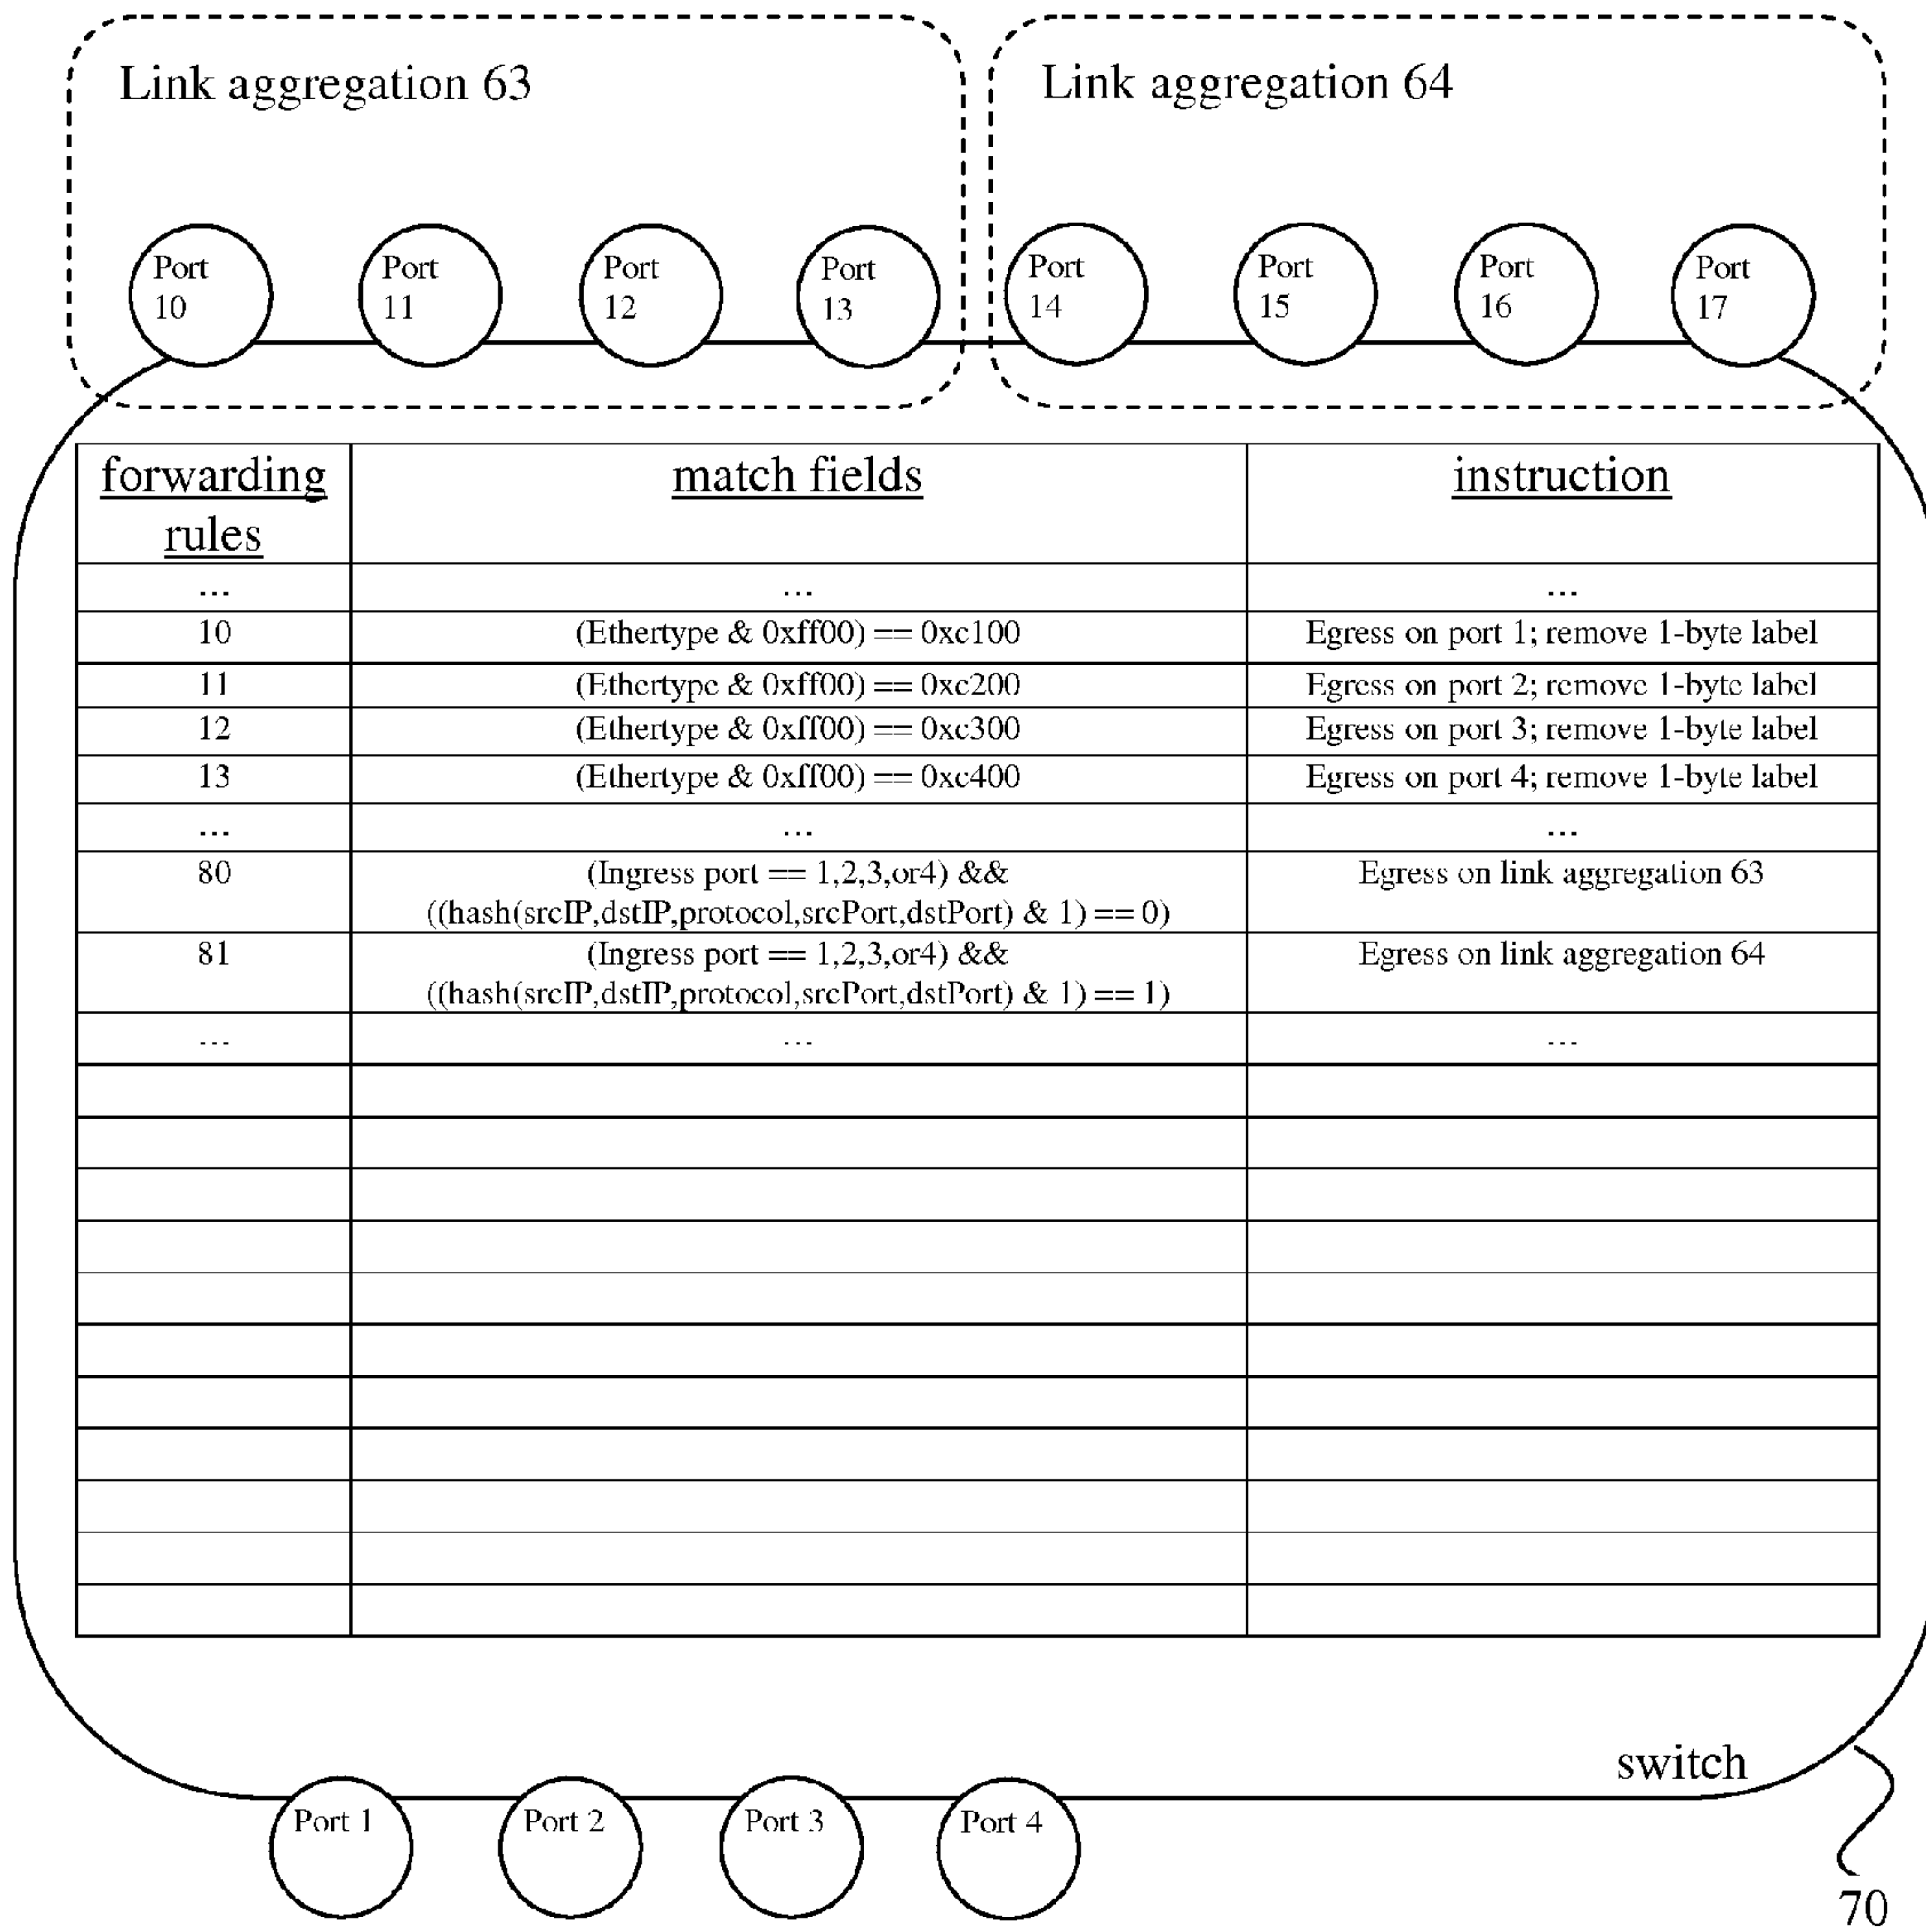 Link aggregation 63
Link aggregation 64
Port
10
Port
11
Port
12
Port
13
Port
14
Port
15
Port
16
Port
17
forwarding
rules
match fields
instruction
... ... ...
10 (Ethertype & 0xff00) == 0xc100 Egress on port 1; remove 1-byte label
11 (Ethertype & 0xff00) == 0xc200 Egress on port 2; remove 1-byte label
12 (Ethertype & 0xff00) == 0xc300 Egress on port 3; remove 1-byte label
13 (Ethertype & 0xff00) == 0xc400 Egress on port 4; remove 1-byte label
... ... ...
80 (Ingress port == 1,2,3,or4) && Egress on link aggregation 63
((hash(srcIP,dstIP,protocol,srcPort,dstPort) & 1) == 0)
81 (Ingress port == 1,2,3,or4) && Egress on link aggregation 64
((hash(srcIP,dstIP,protocol,srcPort,dstPort) & 1) == 1)
... ... ...
switch
Port 1
Port 2
Port 3
Port 4
70